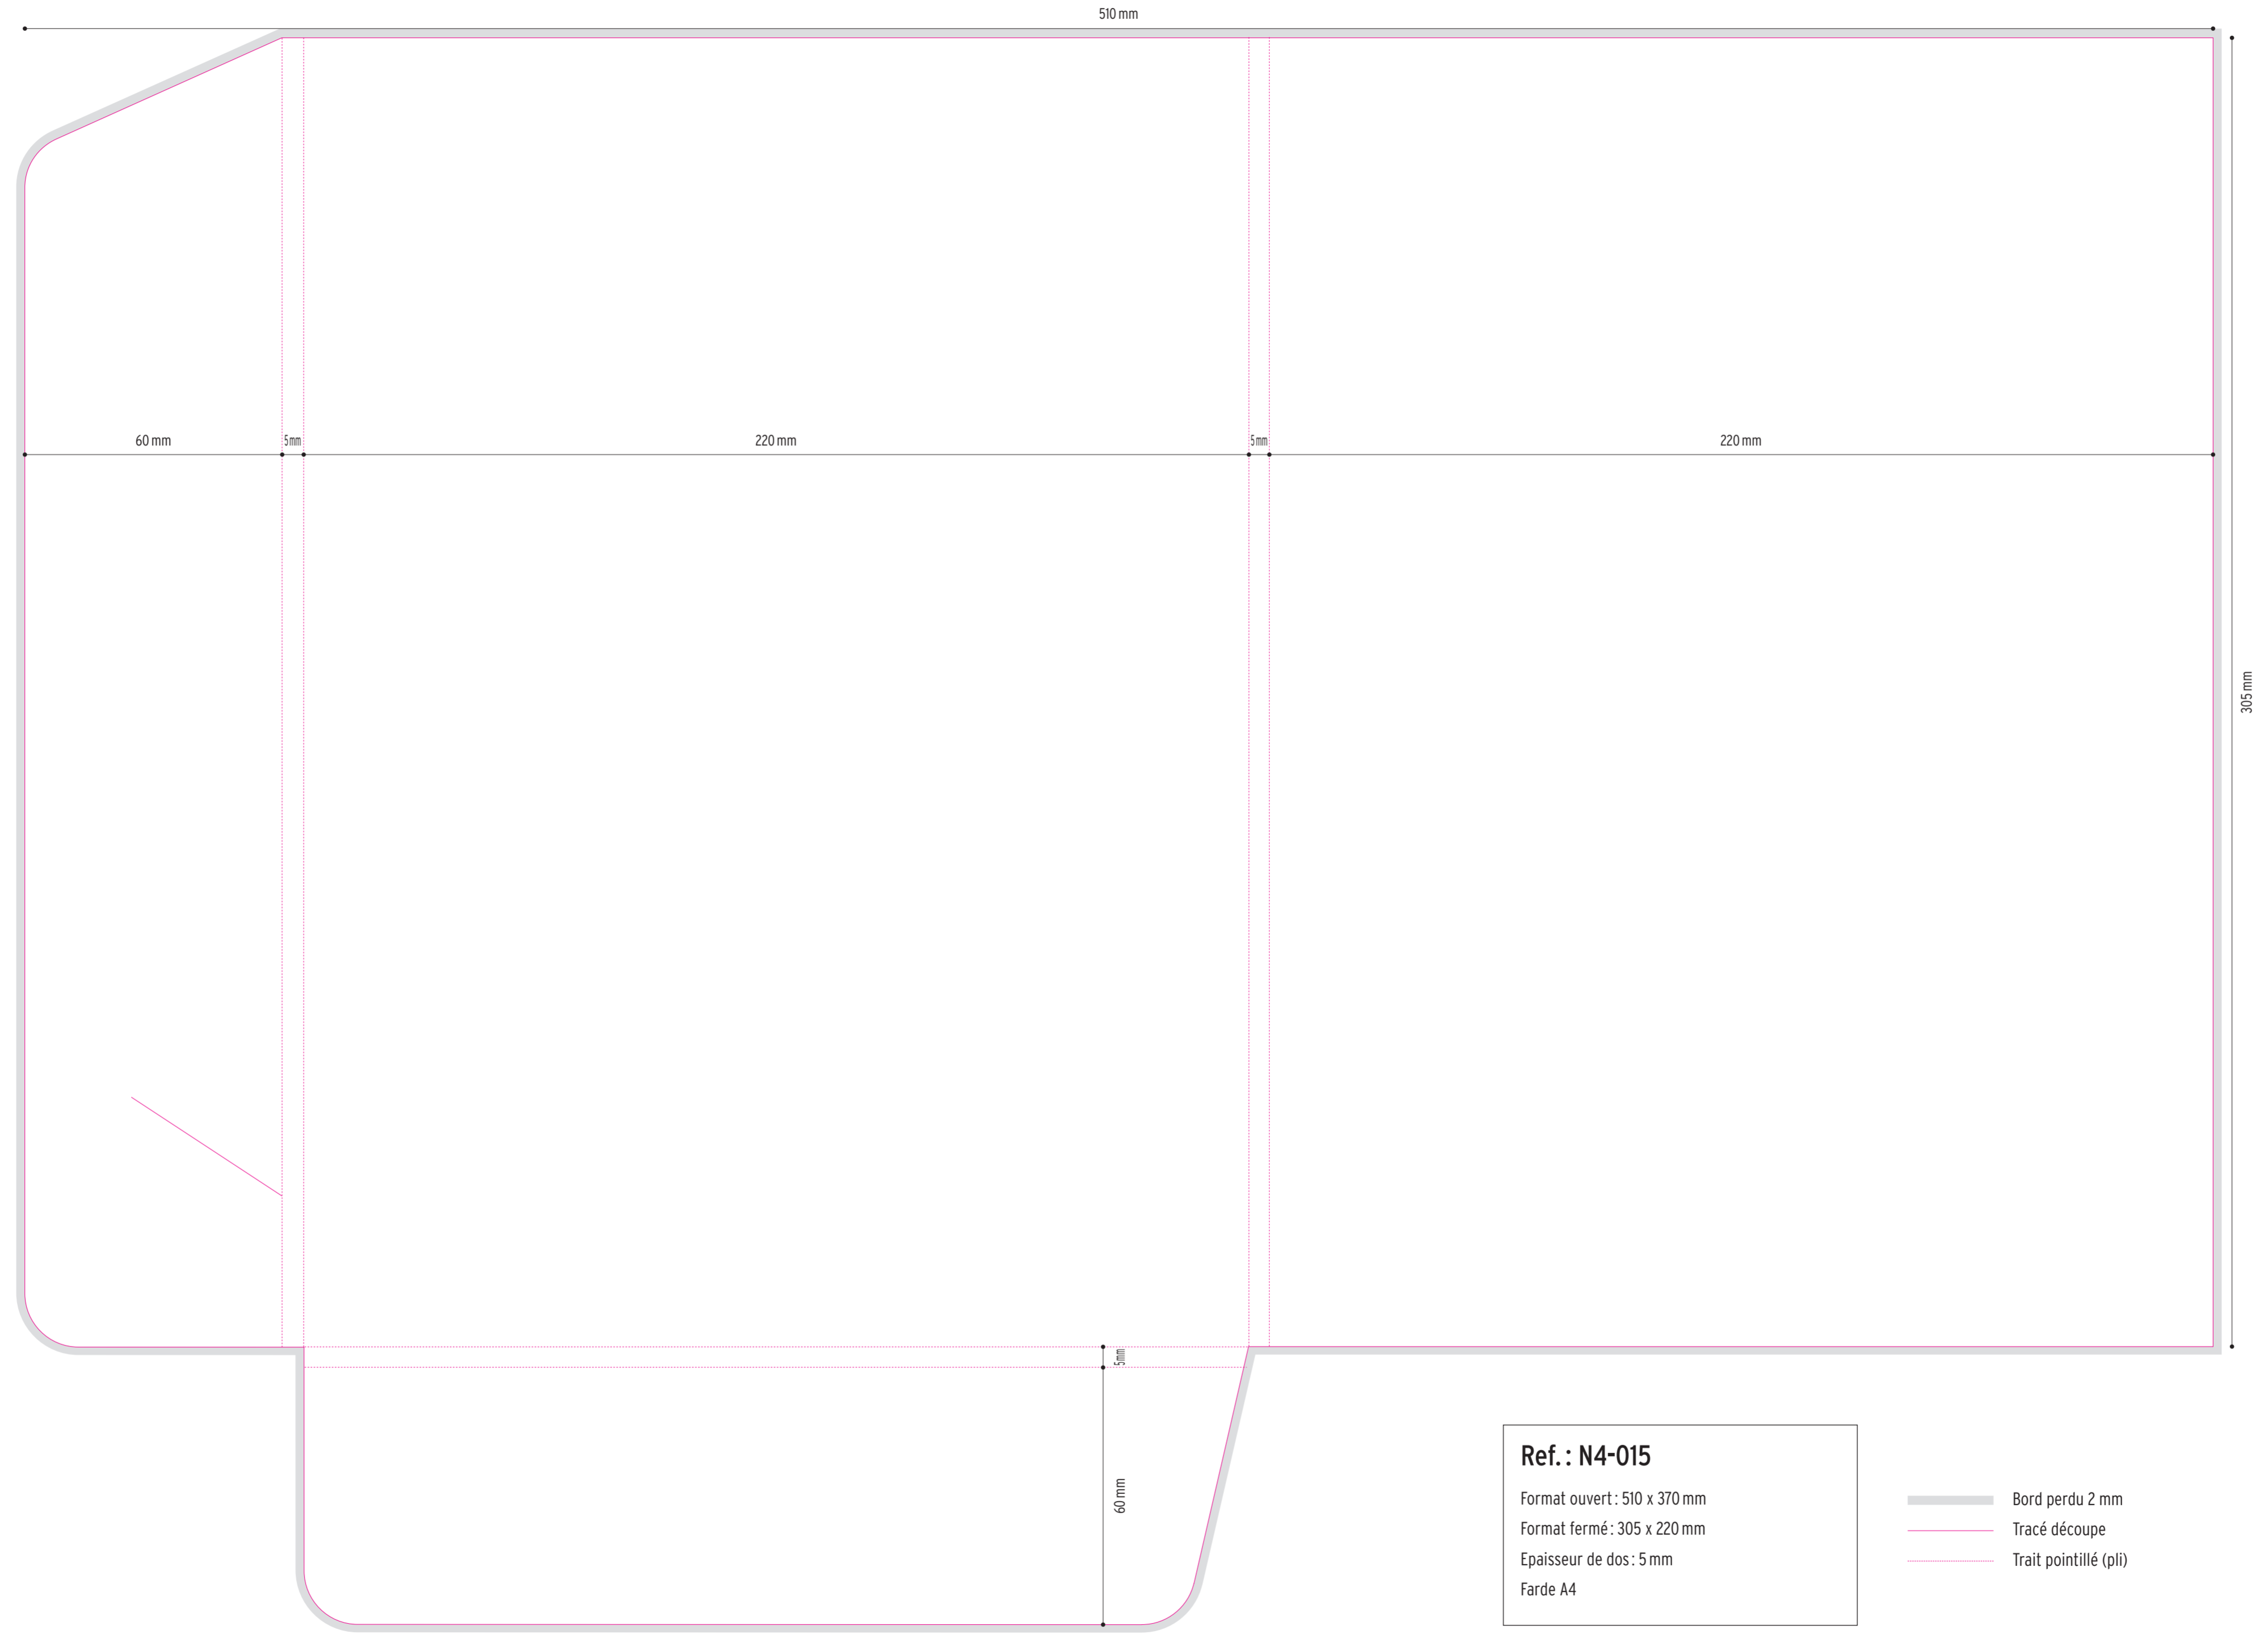 510 mm
60 mm
5 mm
220 mm
5 mm
220 mm
305 mm
5 mm
60 mm
Ref. : N4-015
Format ouvert : 510 x 370 mm
Format fermé : 305 x 220 mm
Epaisseur de dos : 5 mm
Farde A4
Bord perdu 2 mm
Tracé découpe
Trait pointillé (pli)